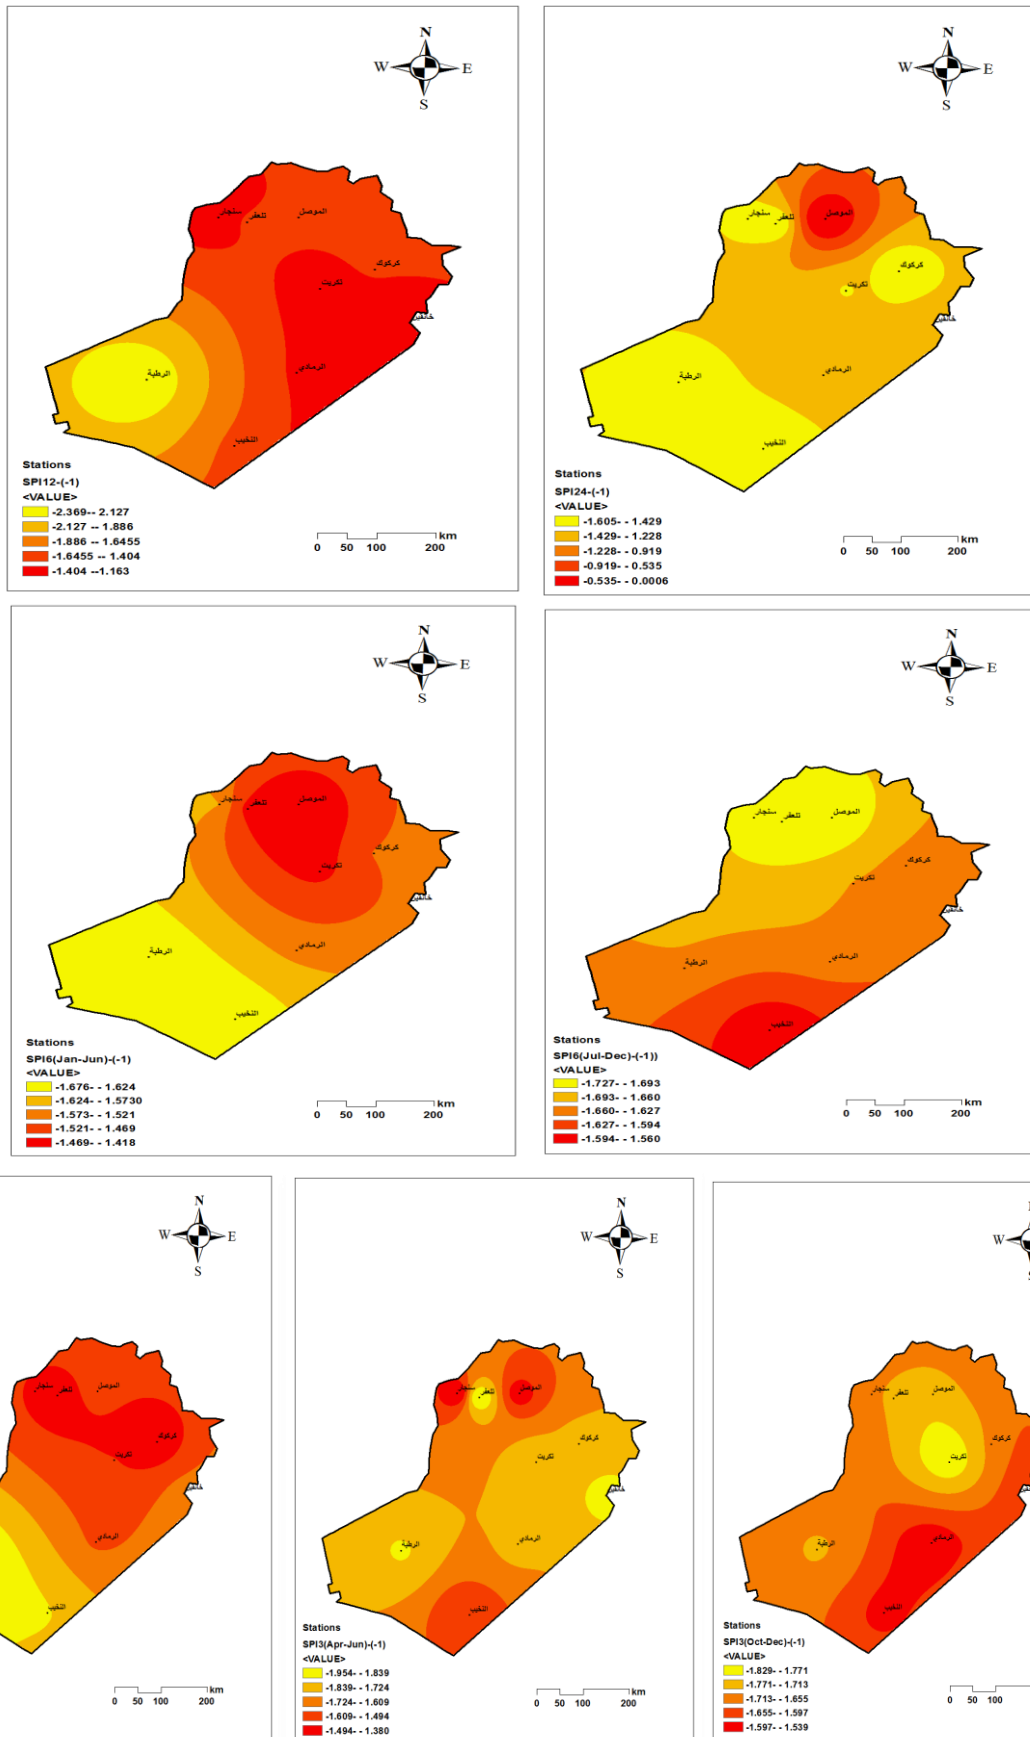 N
W E
S
سنجار
تلعفر
الموصل
كركوك
تكريت
خانقين
الرطبة
الرمادي
النخيب
Stations
SPI12-(-1)
<VALUE>
-2.369-- 2.127
-2.127 -- 1.886
-1.886 -- 1.6455
-1.6455 -- 1.404
-1.404 --1.163
km
0 50 100 200
N
W E
S
سنجار
تلعفر
الموصل
كركوك
تكريت
خانقين
الرطبة
الرمادي
النخيب
Stations
SPI24-(-1)
<VALUE>
-1.605- - 1.429
-1.429- - 1.228
-1.228- - 0.919
-0.919- - 0.535
-0.535- - 0.0006
km
0 50 100 200
N
W E
S
سنجار
تلعفر
الموصل
كركوك
تكريت
خانقين
الرطبة
الرمادي
النخيب
Stations
SPI6(Jan-Jun)-(-1)
<VALUE>
-1.676- - 1.624
-1.624- - 1.5730
-1.573- - 1.521
-1.521- - 1.469
-1.469- - 1.418
km
0 50 100 200
N
W E
S
سنجار
تلعفر
الموصل
كركوك
تكريت
خانقين
الرطبة
الرمادي
النخيب
Stations
SPI6(Jul-Dec)-(-1))
<VALUE>
-1.727- - 1.693
-1.693- - 1.660
-1.660- - 1.627
-1.627- - 1.594
-1.594- - 1.560
km
0 50 100 200
N
W E
S
سنجار
تلعفر
الموصل
كركوك
تكريت
خانقين
الرمادي
النخيب
km
0 50 100 200
N
W E
S
سنجار
تلعفر
الموصل
كركوك
تكريت
خانقين
الرطبة
الرمادي
النخيب
Stations
SPI3(Apr-Jun)-(-1)
<VALUE>
-1.954- - 1.839
-1.839- - 1.724
-1.724- - 1.609
-1.609- - 1.494
-1.494- - 1.380
km
0 50 100 200
W
سنجار
تلعفر
الموصل
كركوك
تكريت
الرطبة
الرمادي
النخيب
Stations
SPI3(Oct-Dec)-(-1)
<VALUE>
-1.829- - 1.771
-1.771- - 1.713
-1.713- - 1.655
-1.655- - 1.597
-1.597- - 1.539
0 50 100